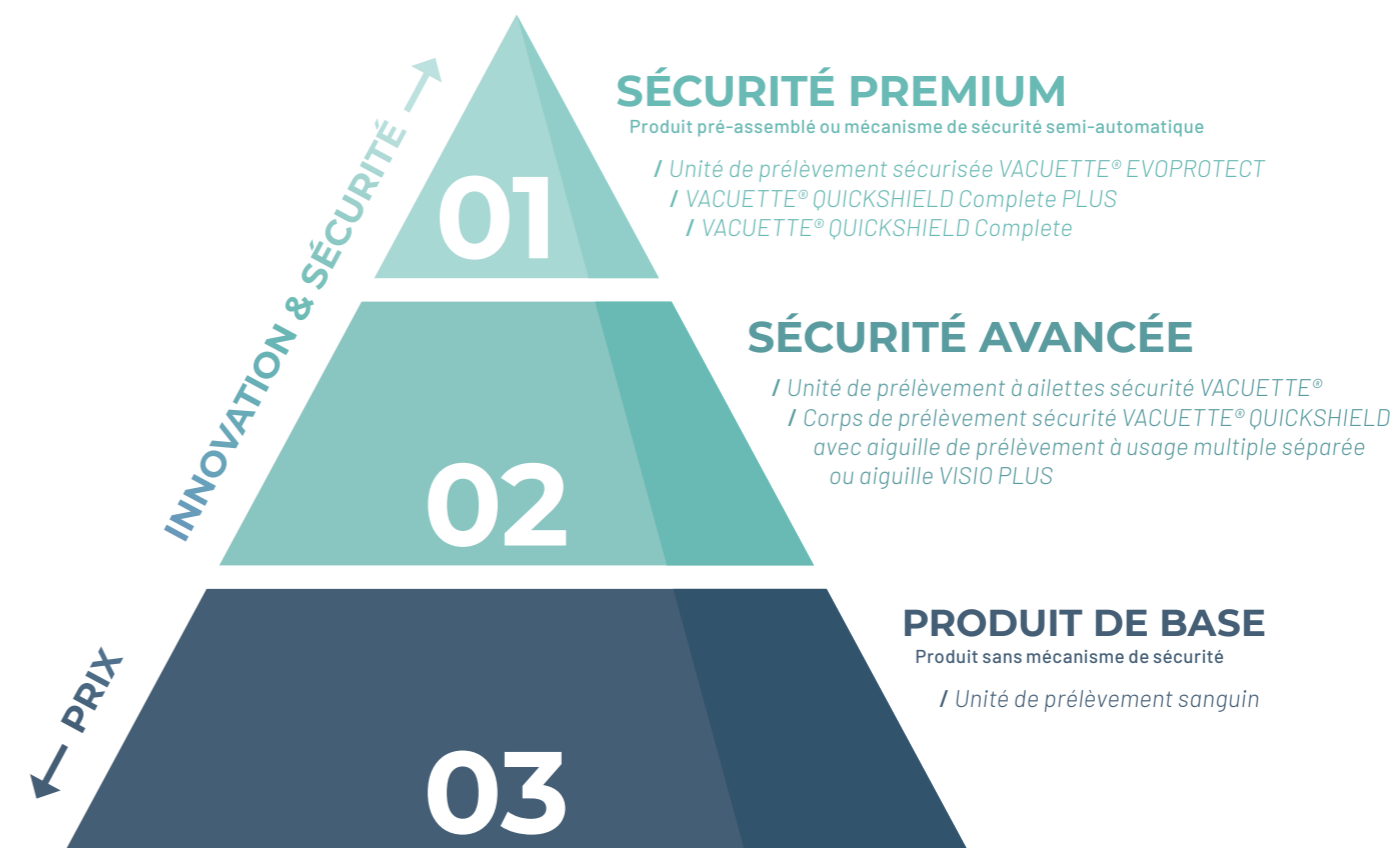 SÉCURITÉ PREMIUM
Produit pré-assemblé ou mécanisme de sécurité semi-automatique
/ Unité de prélèvement sécurisée VACUETTE® EVOPROTECT
/ VACUETTE® QUICKSHIELD Complete PLUS
/ VACUETTE® QUICKSHIELD Complete
01
INNOVATION & SÉCURITÉ
SÉCURITÉ AVANCÉE
/ Unité de prélèvement à ailettes sécurité VACUETTE®
/ Corps de prélèvement sécurité VACUETTE® QUICKSHIELD
avec aiguille de prélèvement à usage multiple séparée
ou aiguille VISIO PLUS
02
PRODUIT DE BASE
Produit sans mécanisme de sécurité
/ Unité de prélèvement sanguin
PRIX
03